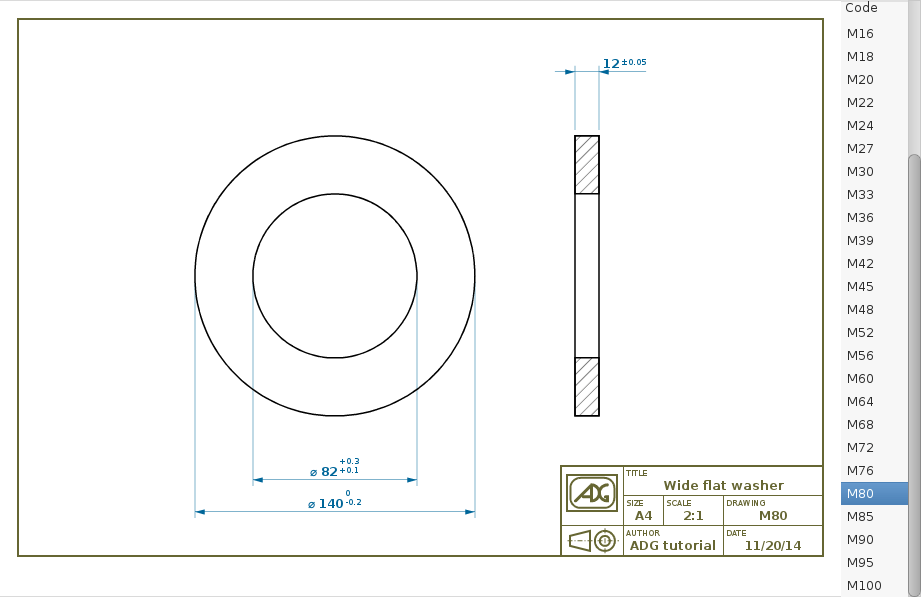 12 ±0.05
+0.3
⌀ 82 +0.1
0
⌀ 140 -0.2
ADG
TITLE
Wide flat washer
SIZE
A4
SCALE
2:1
DRAWING
M80
AUTHOR
ADG tutorial
DATE
11/20/14
Code
M16
M18
M20
M22
M24
M27
M30
M33
M36
M39
M42
M45
M48
M52
M56
M60
M64
M68
M72
M76
M80
M85
M90
M95
M100